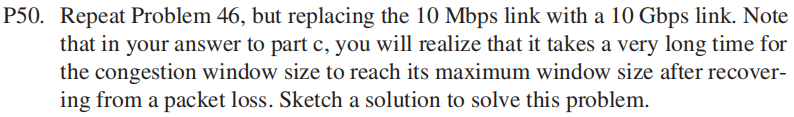 P50. Repeat Problem 46, but replacing the 10 Mbps link with a 10 Gbps link. Note
that in your answer to part c, you will realize that it takes a very long time for
the congestion window size to reach its maximum window size after recover-
ing from a packet loss. Sketch a solution to solve this problem.